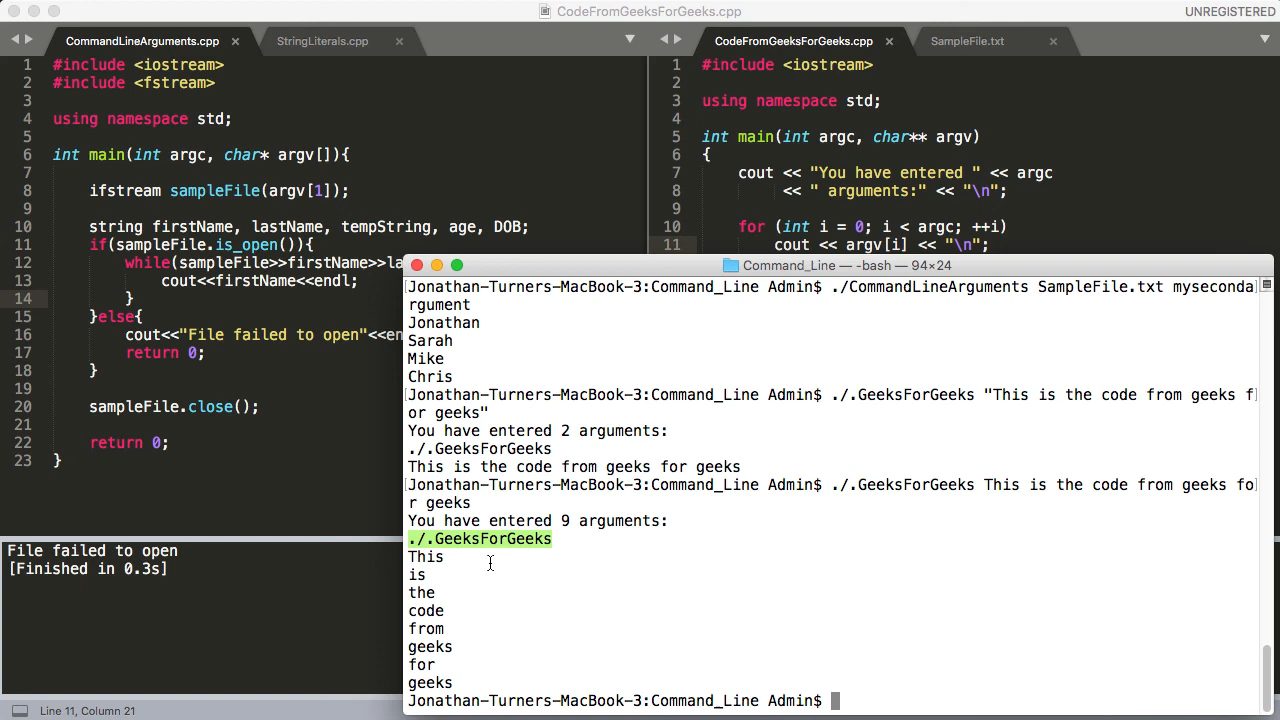 CodeFromGeeksForGeeks.cpp
UNREGISTERED
CommandLineArguments.cpp ×
StringLiterals.cpp ×
1 #include <iostream>
2 #include <fstream>
3
4 using namespace std;
5
6 int main(int argc, char* argv[]){
7
8 ifstream sampleFile(argv[1]);
9
10 string firstName, lastName, tempString, age, DOB;
11 if(sampleFile.is_open()){
12 while(sampleFile>>firstName>>la
13 cout<<firstName<<endl;
14 }
15 }else{
16 cout<<"File failed to open"<<en
17 return 0;
18 }
19
20 sampleFile.close();
21
22 return 0;
23 }
File failed to open
[Finished in 0.3s]
Line 11, Column 21
CodeFromGeeksForGeeks.cpp ×
SampleFile.txt ×
1 #include <iostream>
2
3 using namespace std;
4
5 int main(int argc, char** argv)
6 {
7 cout << "You have entered " << argc
8 << " arguments:" << "\n";
9
10 for (int i = 0; i < argc; ++i)
11 cout << argv[i] << "\n";
Command_Line — -bash — 94×24
[Jonathan-Turners-MacBook-3:Command_Line Admin$ ./CommandLineArguments SampleFile.txt myseconda]
rgument
Jonathan
Sarah
Mike
Chris
[Jonathan-Turners-MacBook-3:Command_Line Admin$ ./.GeeksForGeeks "This is the code from geeks f]
or geeks"
You have entered 2 arguments:
./.GeeksForGeeks
This is the code from geeks for geeks
[Jonathan-Turners-MacBook-3:Command_Line Admin$ ./.GeeksForGeeks This is the code from geeks fo]
r geeks
You have entered 9 arguments:
./.GeeksForGeeks
This
is
the
code
from
geeks
for
geeks
Jonathan-Turners-MacBook-3:Command_Line Admin$